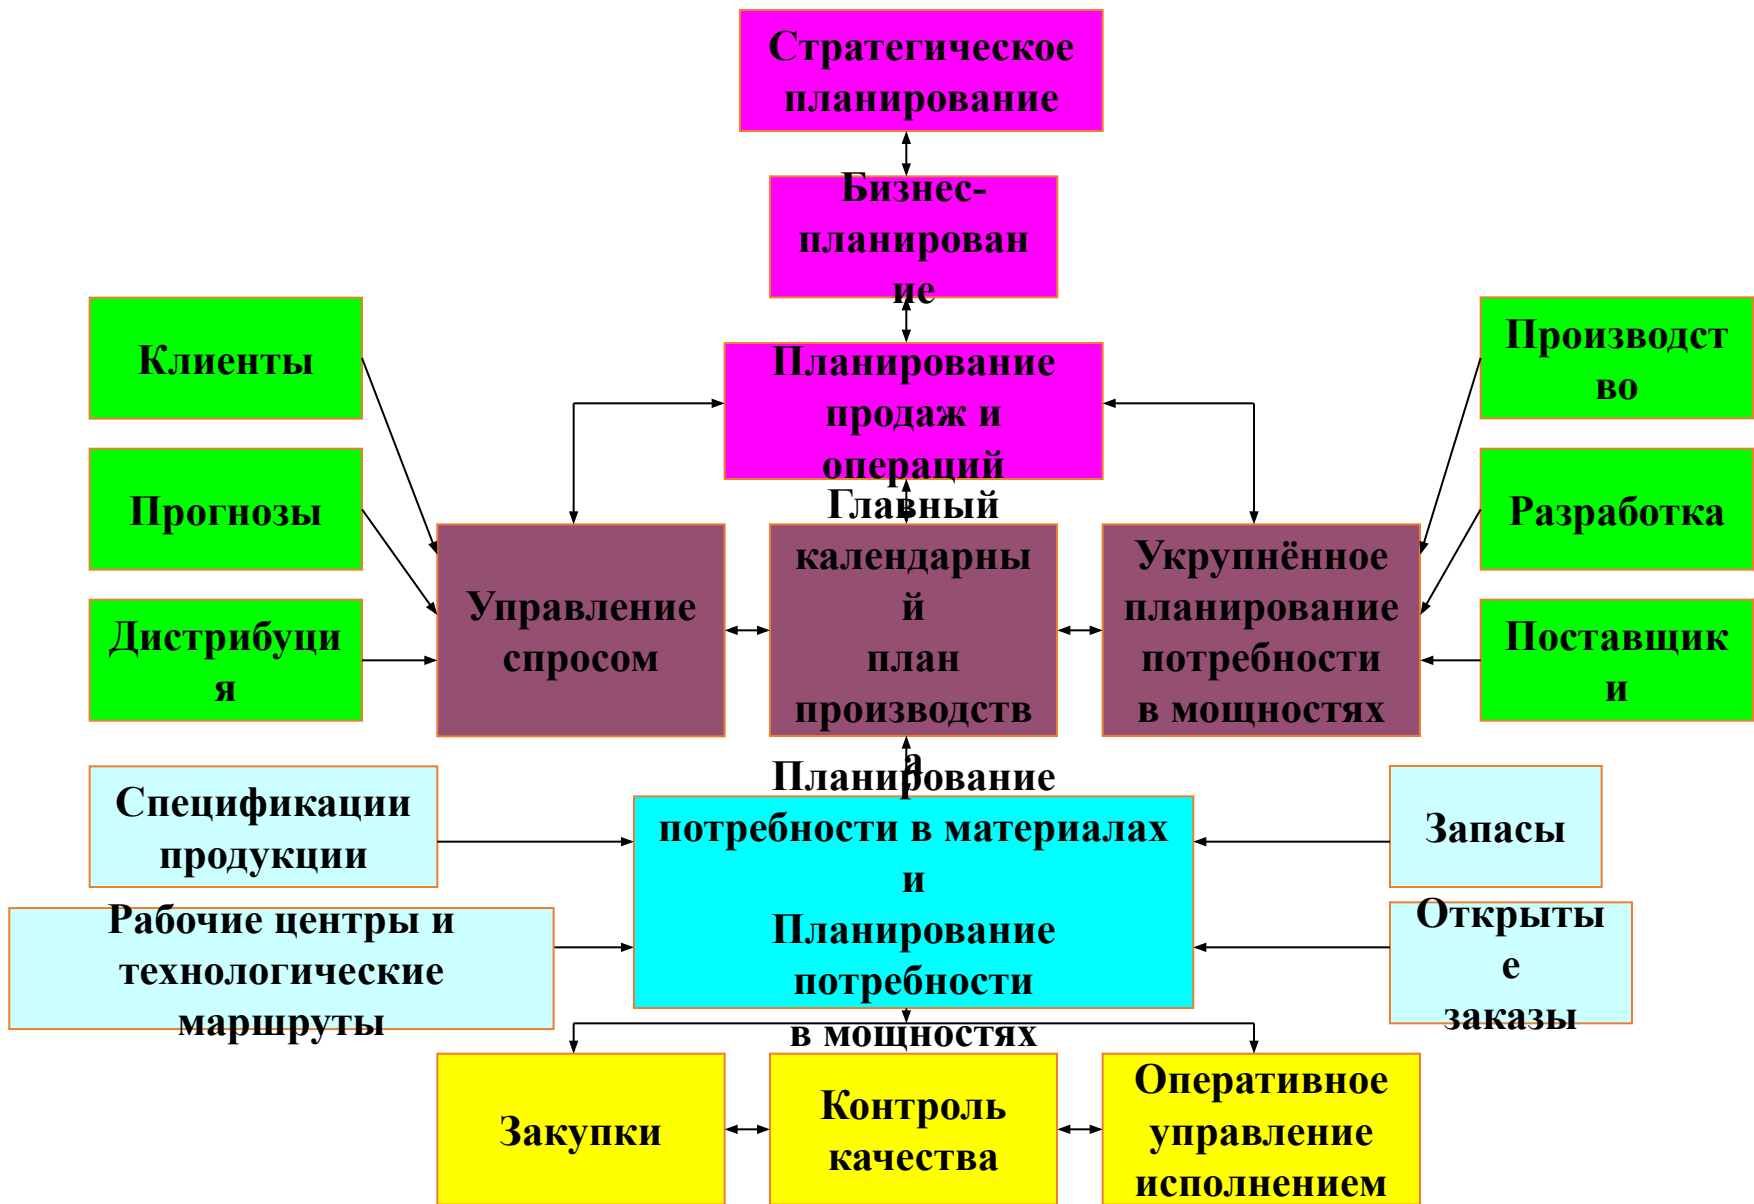 Стратегическое
планирование
Бизнес-
планирован
ие
Клиенты
Планирование
продаж и
операций
Производст
во
Прогнозы
Разработка
Дистрибуци
я
Управление
спросом
Главный
календарны
й
план
производств
а
Укрупнённое
планирование
потребности
в мощностях
Поставщик
и
Спецификации
продукции
Рабочие центры и
технологические
маршруты
Планирование
потребности в материалах
и
Планирование
потребности
в мощностях
Запасы
Открыты
е
заказы
Закупки
Контроль
качества
Оперативное
управление
исполнением